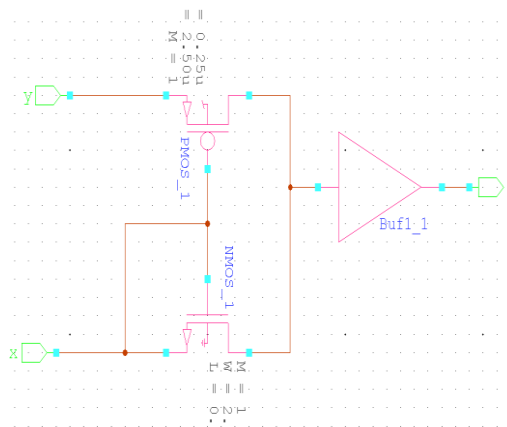 = 0.25u
= 2.50u
M = 1
y
PMOS_1
Buf1_1
NMOS_1
x
M = 1
W = 2.
L = 0.